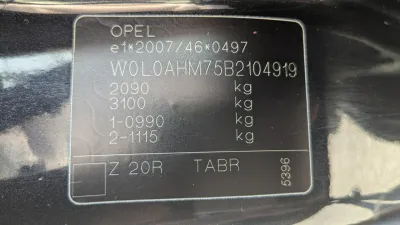 OPEL
e1*2007/46*0497
W0L0AHM75B2104919
2090 kg
3100 kg
1-0990 kg
2-1115 kg
Z 20R TABR
5396